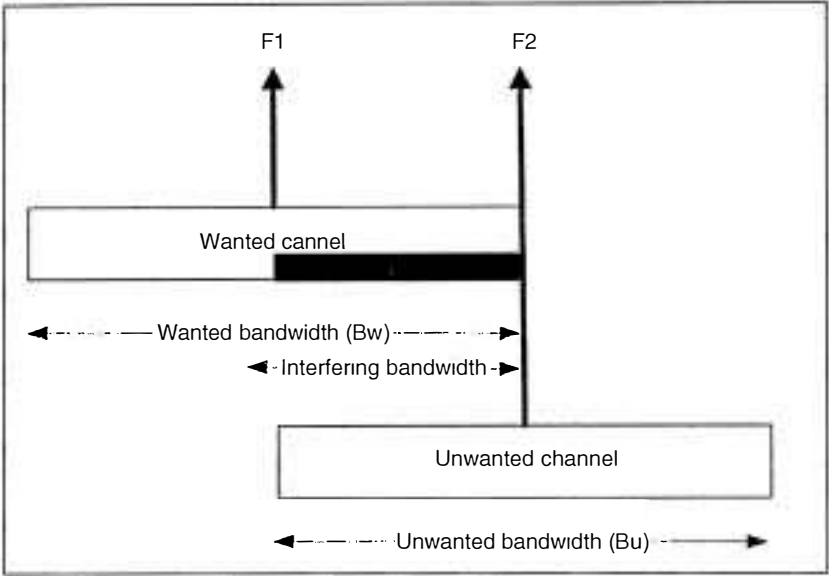 F1 F2
Wanted cannel
Wanted bandwidth (Bw)
Interfering bandwidth
Unwanted channel
Unwanted bandwidth (Bu)